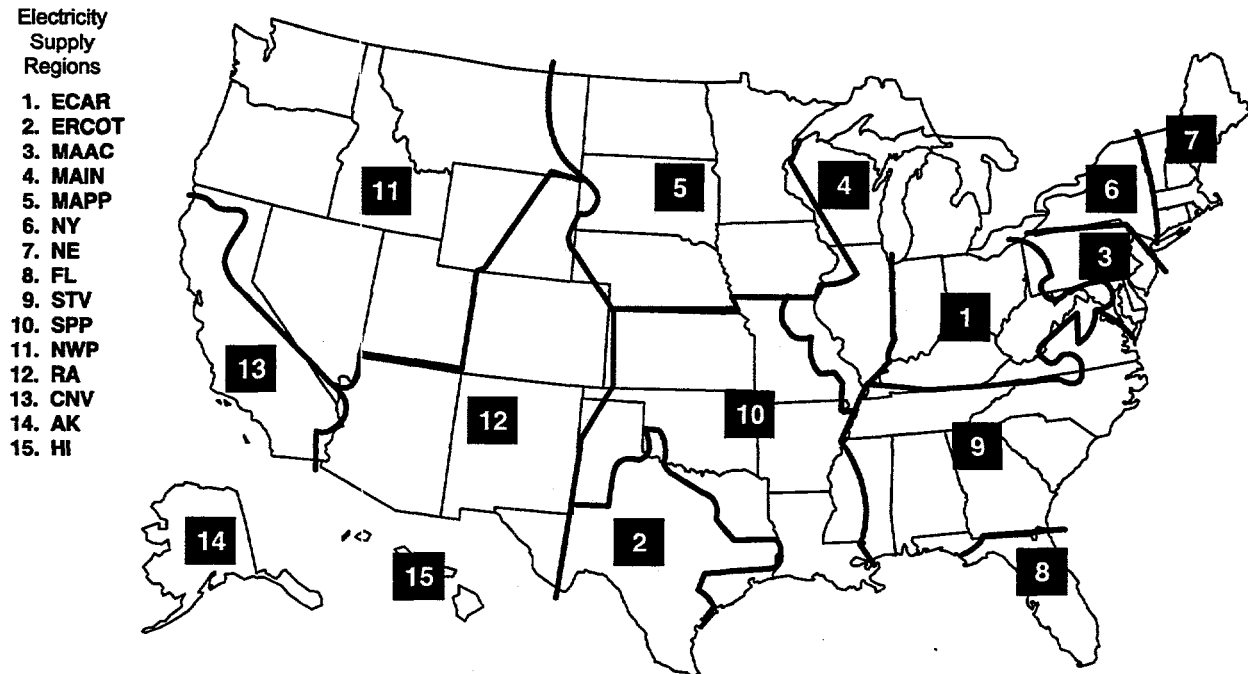 Electricity
Supply
Regions
1. ECAR
2. ERCOT
3. MAAC
4. MAIN
5. MAPP
6. NY
7. NE
8. FL
9. STV
10. SPP
11. NWP
12. RA
13. CNV
14. AK
15. HI
7
11
5
4
6
3
1
13
12
10
9
14
2
15
8